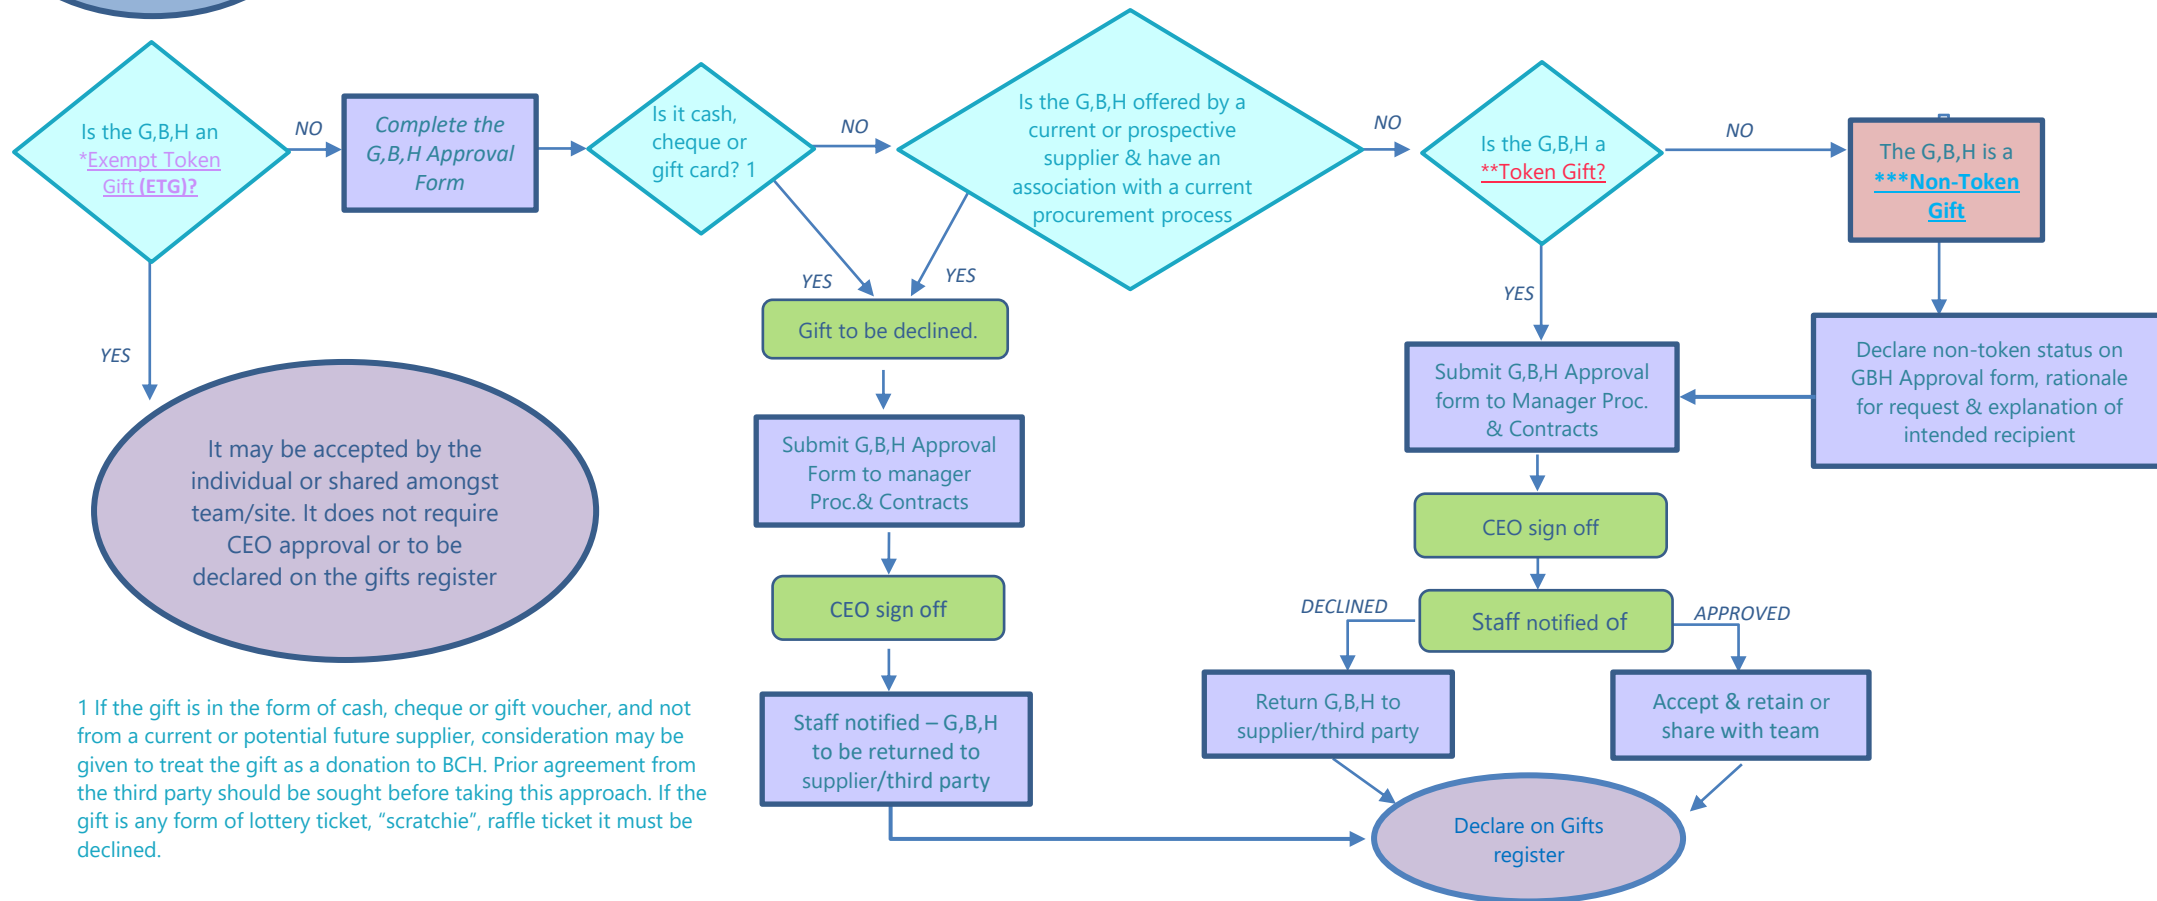 Is the G,B,H an
*Exempt Token
Gift (ETG)?
NO
YES
Complete the
G,B,H Approval
Form
Is it cash,
cheque or
gift card? 1
NO
YES
Is the G,B,H offered by a
current or prospective
supplier & have an
association with a current
procurement process
NO
YES
Is the G,B,H a
**Token Gift?
NO
YES
The G,B,H is a
***Non-Token
Gift
It may be accepted by the
individual or shared amongst
team/site. It does not require
CEO approval or to be
declared on the gifts register
Gift to be declined.
Submit G,B,H Approval
Form to manager
Proc.& Contracts
CEO sign off
Staff notified – G,B,H
to be returned to
supplier/third party
Declare non-token status on
GBH Approval form, rationale
for request & explanation of
intended recipient
Submit G,B,H Approval
form to Manager Proc.
& Contracts
CEO sign off
Staff notified of
DECLINED
APPROVED
Return G,B,H to
supplier/third party
Accept & retain or
share with team
Declare on Gifts
register
1 If the gift is in the form of cash, cheque or gift voucher, and not
from a current or potential future supplier, consideration may be
given to treat the gift as a donation to BCH. Prior agreement from
the third party should be sought before taking this approach. If the
gift is any form of lottery ticket, “scratchie”, raffle ticket it must be
declined.